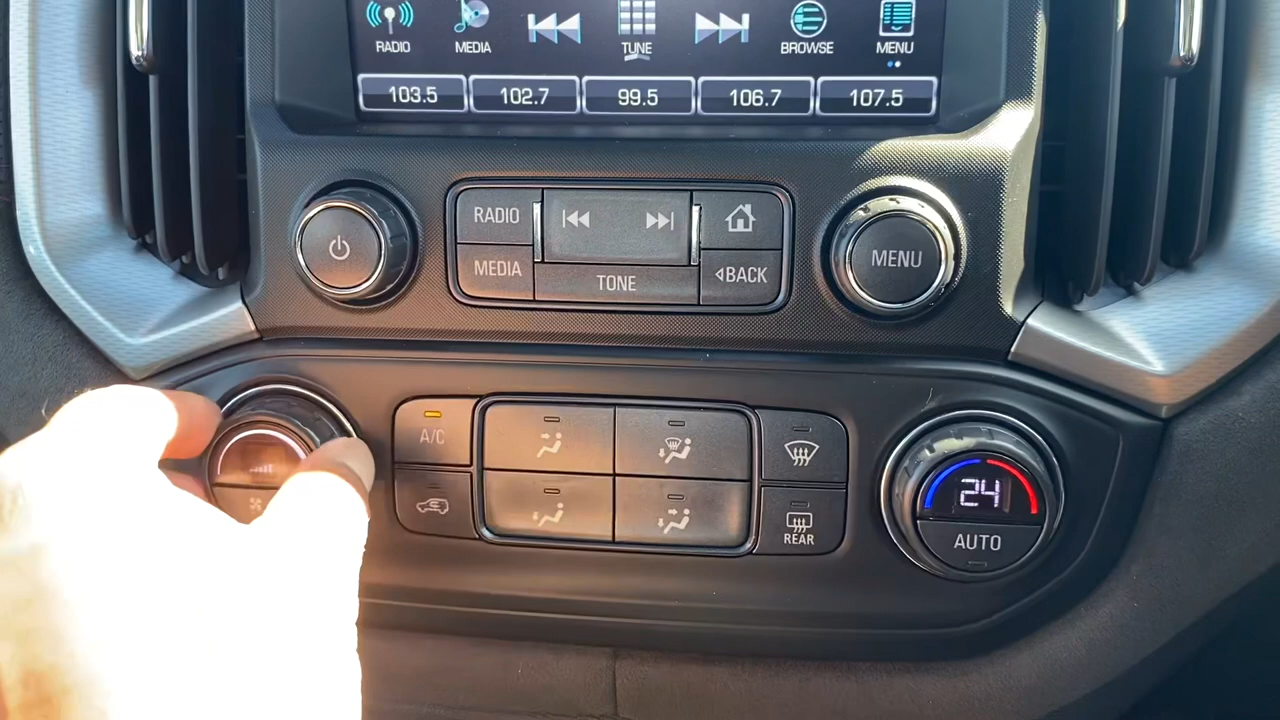 RADIO
MEDIA
TUNE
BROWSE
MENU
103.5
102.7
99.5
106.7
107.5
RADIO
MEDIA
TONE
BACK
MENU
A/C
REAR
24
AUTO